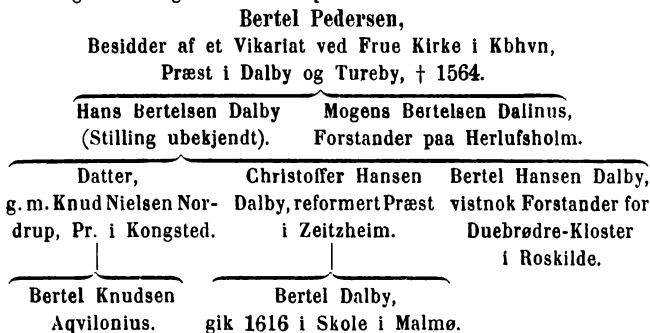 Bertel Pedersen,
Besidder af et Vikariat ved Frue Kirke i Kbhvn,
Præst i Dalby og Tureby, † 1564.
Hans Bertelsen Dalby
(Stilling ubekjendt).
Mogens Bertelsen Dalinus,
Forstander paa Herlufsholm.
Datter,
g. m. Knud Nielsen Nor-
drup, Pr. i Kongsted.
Christoffer Hansen
Dalby, reformert Præst
i Zeitzheim.
Bertel Hansen Dalby,
vistnok Forstander for
Duebrødre-Kloster
i Roskilde.
Bertel Knudsen
Aqvilonius.
Bertel Dalby,
gik 1616 i Skole i Malmø.